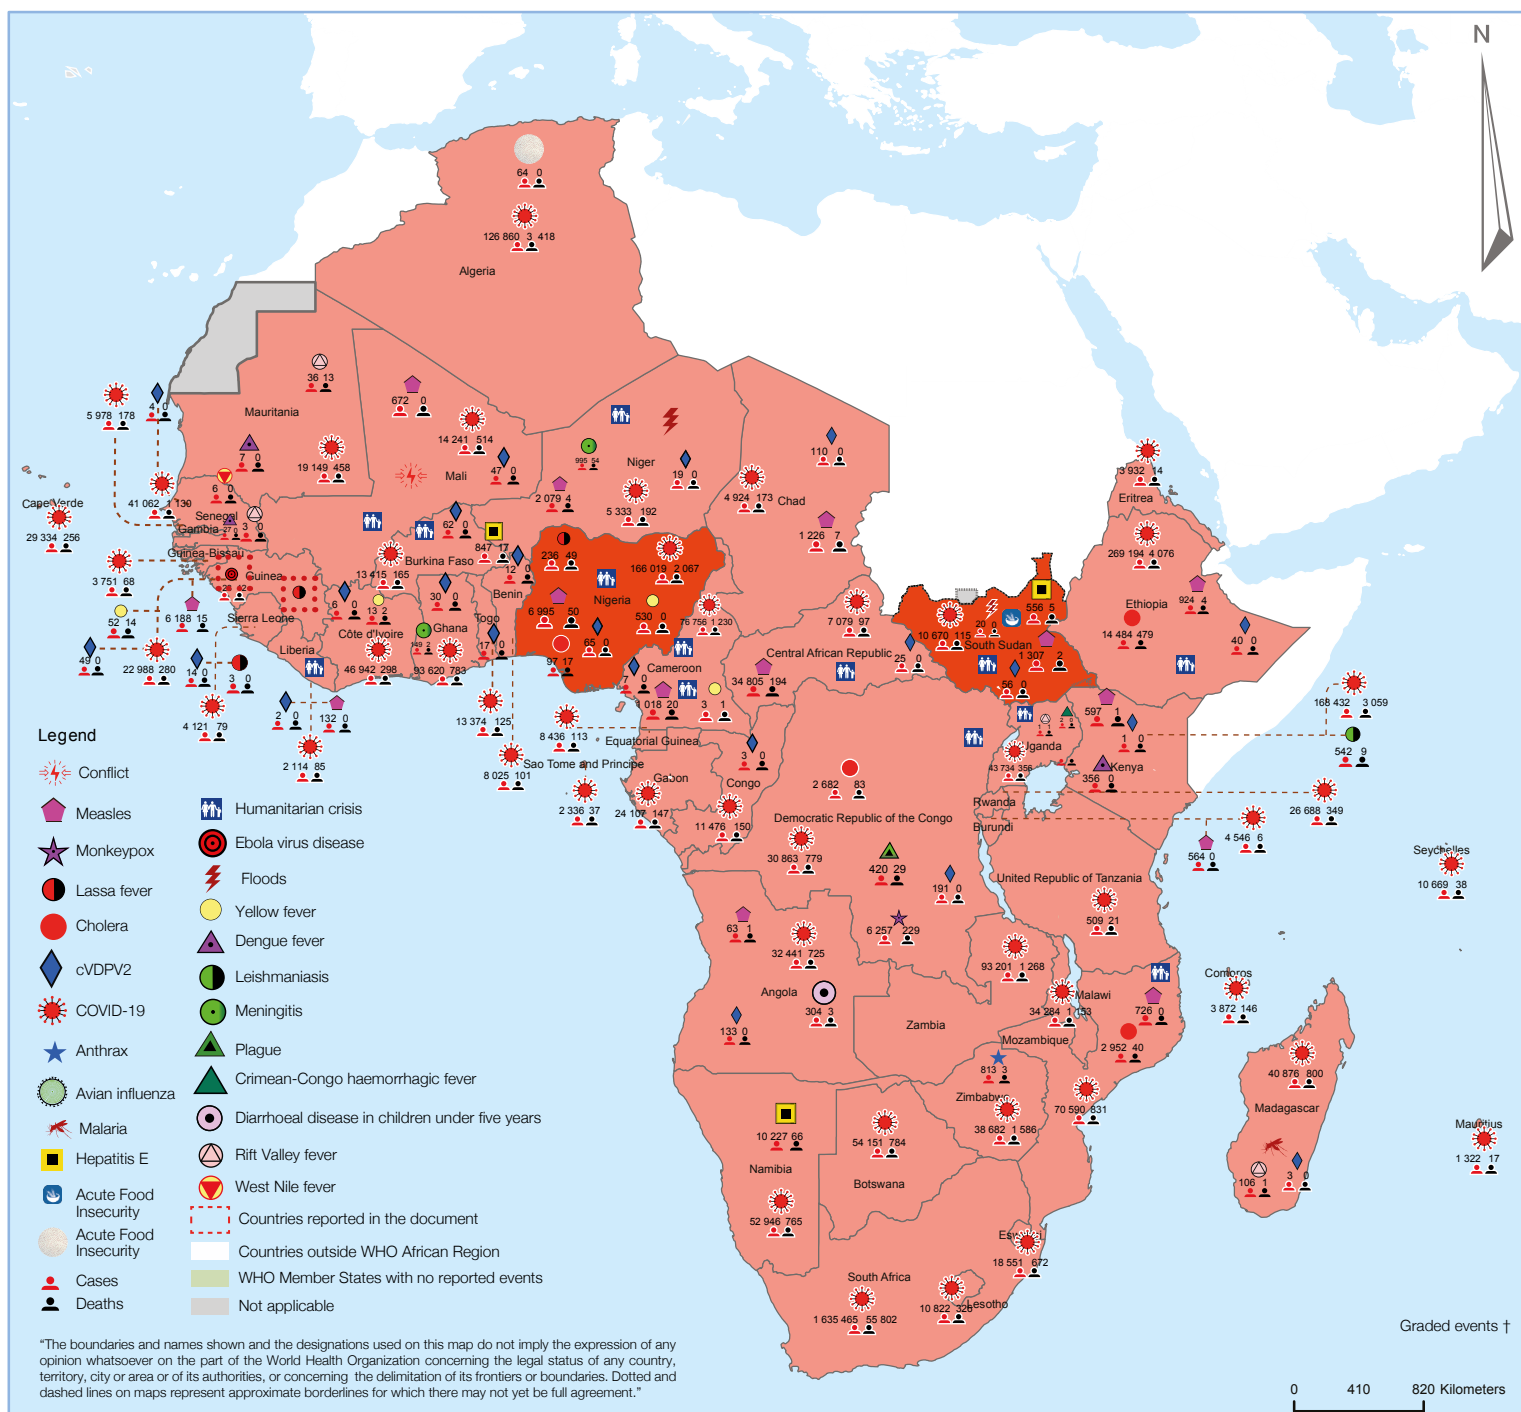 N
64 0
126 860 3 418
Algeria
36 13
Mauritania
672 0
14 241 514
5 978 178
4 0
7 0
19 149 458
Mali
47 0
995 54
Niger
19 0
2 079 4
5 333 192
110 0
4 924 173
Chad
1 226 7
3 932 14
Eritrea
269 194 4 076
924 4
Ethiopia
14 484 479
40 0
41 062 1 130
6 0
Senegal
Gambia
27 0
3 0
Cape Verde
29 334 256
Guinea-Bissau
Guinea
3 751 68
52 14
6 188 15
Sierra Leone
49 0
22 988 280
14 0
3 0
Liberia
4 121 79
2 0
132 0
2 114 85
62 0
Burkina Faso
847 17
13 415 165
12 0
Benin
6 0
13 2
30 0
Côte d'Ivoire
Ghana
Togo
17 0
46 942 298
93 620 783
13 374 125
8 436 113
8 025 101
236 49
166 019 2 067
6 995 50
Nigeria
530 0
65 0
97 17
76 756 1 230
Cameroon
7 0
1 018 20
3 1
34 805 194
7 079 97
Central African Republic
25 0
10 670 115
20 0
556 5
South Sudan
1 307 2
56 0
Equatorial Guinea
Sao Tome and Principe
2 336 37
Gabon
24 107 147
3 0
Congo
11 476 150
2 682 83
Democratic Republic of the Congo
30 863 779
420 29
191 0
6 257 229
1 1
2 0
Uganda
43 734 356
597 1
1 0
Kenya
356 0
168 432 3 059
542 9
Rwanda
Burundi
26 688 349
4 546 6
564 0
Seychelles
10 669 38
United Republic of Tanzania
509 21
63 1
32 441 725
Angola
304 3
133 0
93 201 1 268
Zambia
Malawi
34 284 1 153
Mozambique
726 0
2 952 40
70 590 831
Comoros
3 872 146
813 3
Zimbabwe
38 682 1 586
10 227 66
Namibia
52 946 765
54 151 784
Botswana
40 876 800
Madagascar
106 1
3 0
Mauritius
1 322 17
18 551 672
South Africa
1 635 465 55 802
10 822 326
Lesotho
Legend
Conflict
Measles
Monkeypox
Lassa fever
Cholera
cVDPV2
COVID-19
Anthrax
Avian influenza
Malaria
Hepatitis E
Acute Food
Insecurity
Acute Food
Insecurity
Cases
Deaths
Humanitarian crisis
Ebola virus disease
Floods
Yellow fever
Dengue fever
Leishmaniasis
Meningitis
Plague
Crimean-Congo haemorrhagic fever
Diarrhoeal disease in children under five years
Rift Valley fever
West Nile fever
Countries reported in the document
Countries outside WHO African Region
WHO Member States with no reported events
Not applicable
Graded events †
"The boundaries and names shown and the designations used on this map do not imply the expression of any
opinion whatsoever on the part of the World Health Organization concerning the legal status of any country,
territory, city or area or of its authorities, or concerning the delimitation of its frontiers or boundaries. Dotted and
dashed lines on maps represent approximate borderlines for which there may not yet be full agreement."
0 410 820 Kilometers